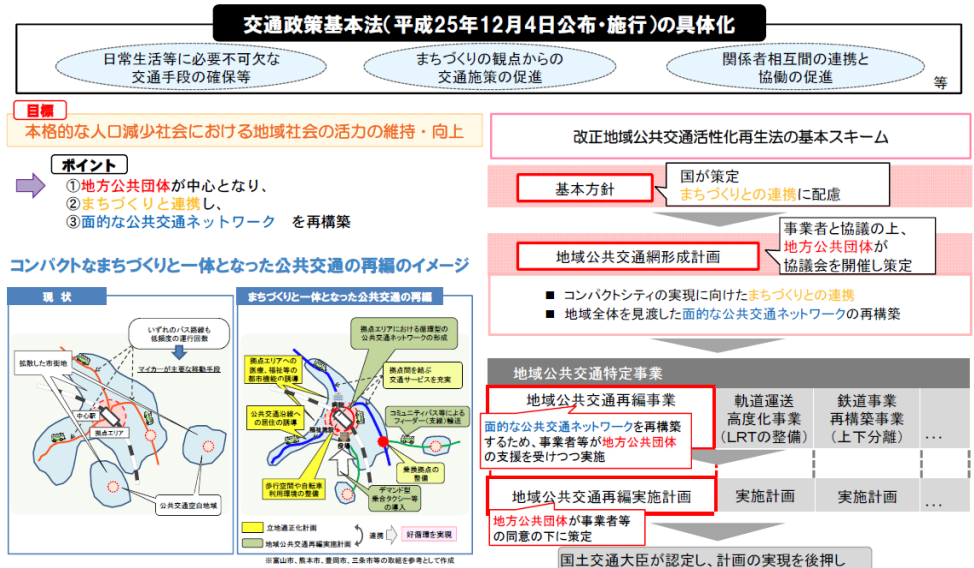 交通政策基本法(平成25年12月4日公布・施行)の具体化
日常生活等に必要不可欠な
交通手段の確保等
まちづくりの観点からの
交通施策の促進
関係者相互間の連携と
協働の促進
等
目標
本格的な人口減少社会における地域社会の活力の維持・向上
ポイント
①地方公共団体が中心となり、
②まちづくりと連携し、
③面的な公共交通ネットワーク を再構築
コンパクトなまちづくりと一体となった公共交通の再編のイメージ
現 状
いずれのバス路線も
低頻度の運行回数
拡散した市街地
マイカーが主要な移動手段
中心駅
拠点エリア
公共交通空白地域
まちづくりと一体となった公共交通の再編
拠点エリアにおける循環型の
公共交通ネットワークの形成
拠点エリアへの
医療、福祉等の
都市機能の誘導
拠点間を結ぶ
交通サービスを充実
病院
公共交通沿線へ
の居住の誘導
コミュニティバス等による
フィーダー(支線)輸送
福祉施設
役場
乗換拠点の
整備
歩行空間や自転車
利用環境の整備
デマンド型
乗合タクシー等
の導入
立地適正化計画
地域公共交通再編実施計画
連携
好循環を実現
※富山市、熊本市、豊岡市、三条市等の取組を参考として作成
改正地域公共交通活性化再生法の基本スキーム
基本方針
国が策定
まちづくりとの連携に配慮
地域公共交通網形成計画
事業者と協議の上、
地方公共団体が
協議会を開催し策定
■ コンパクトシティの実現に向けたまちづくりとの連携
■ 地域全体を見渡した面的な公共交通ネットワークの再構築
地域公共交通特定事業
地域公共交通再編事業
面的な公共交通ネットワークを再構築
するため、事業者等が地方公共団体
の支援を受けつつ実施
軌道運送
高度化事業
(LRTの整備)
鉄道事業
再構築事業
(上下分離)
…
地域公共交通再編実施計画
実施計画
実施計画
…
地方公共団体が事業者等
の同意の下に策定
国土交通大臣が認定し、計画の実現を後押し